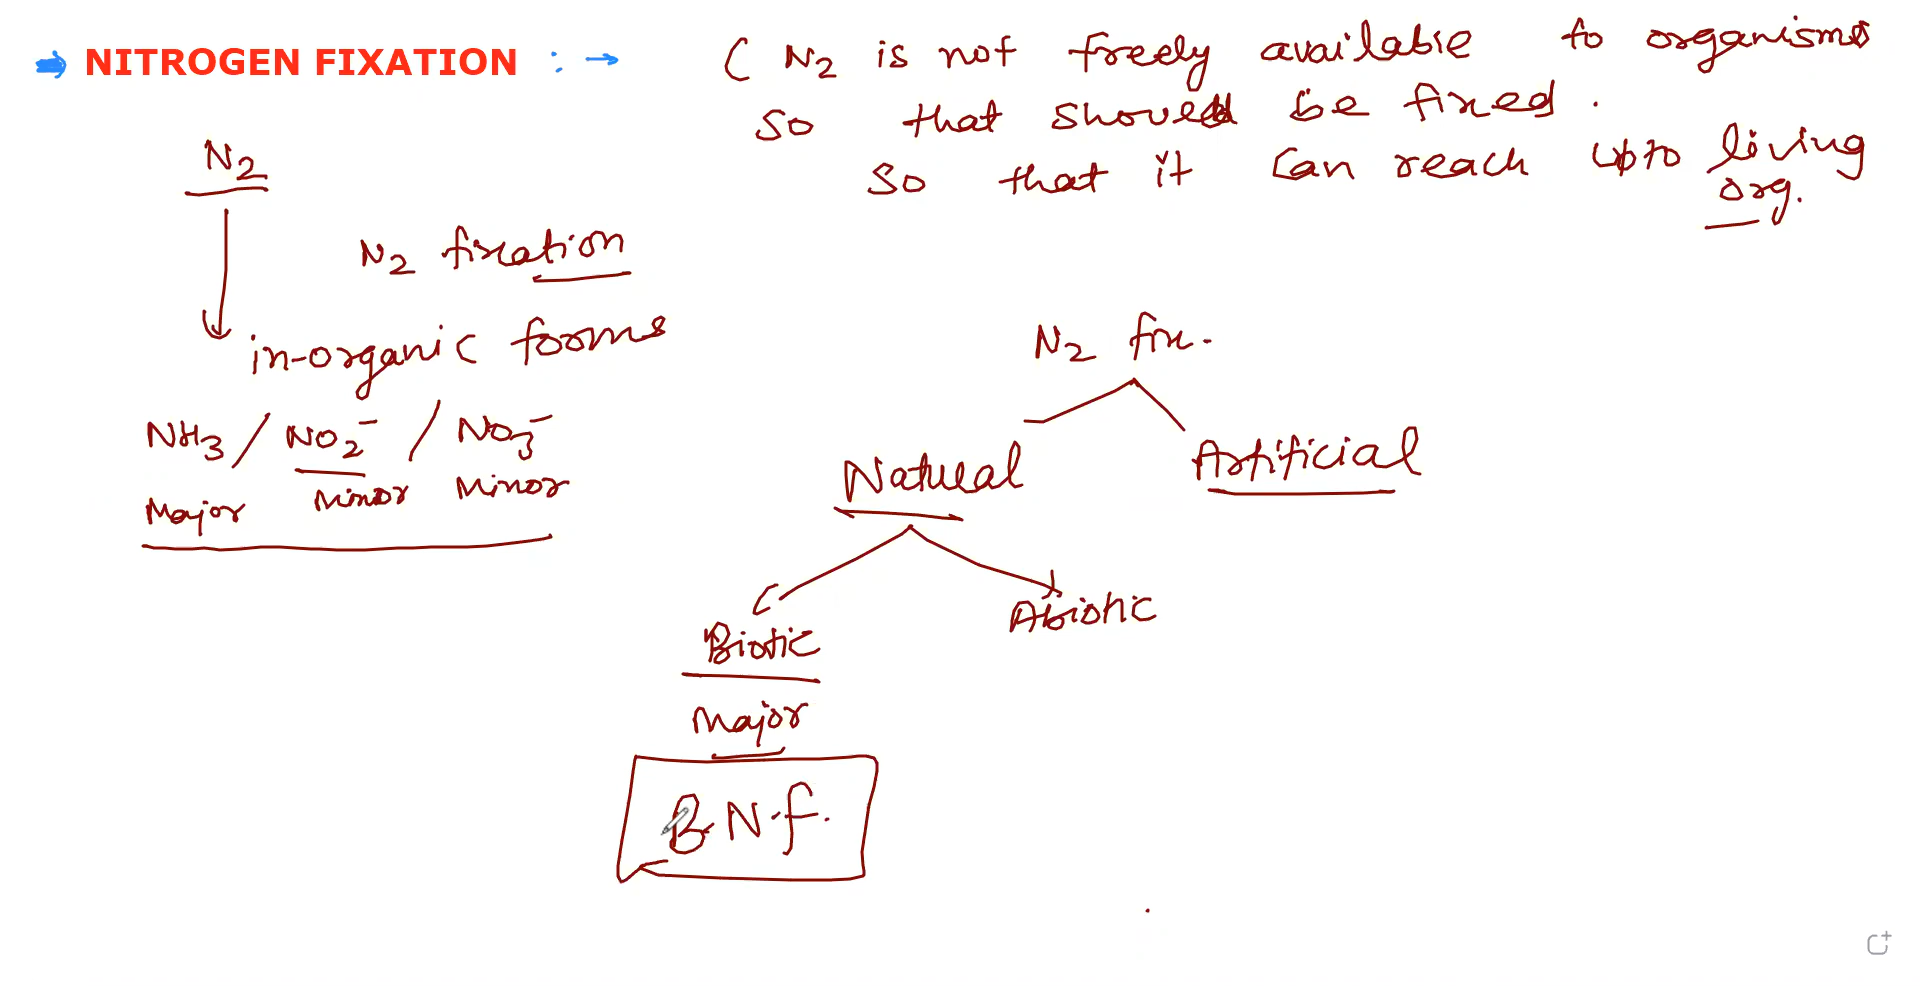 NITROGEN FIXATION : → ( N2 is not freely available to organisms
so that should be fixed.
so that it can reach upto living
org.
N2
N2 fixation
in-organic forms
NH3 / NO2⁻ / NO3⁻
Major Minor Minor
N2 fix.
Natural Artificial
Biotic Abiotic
Major
B.N.f.